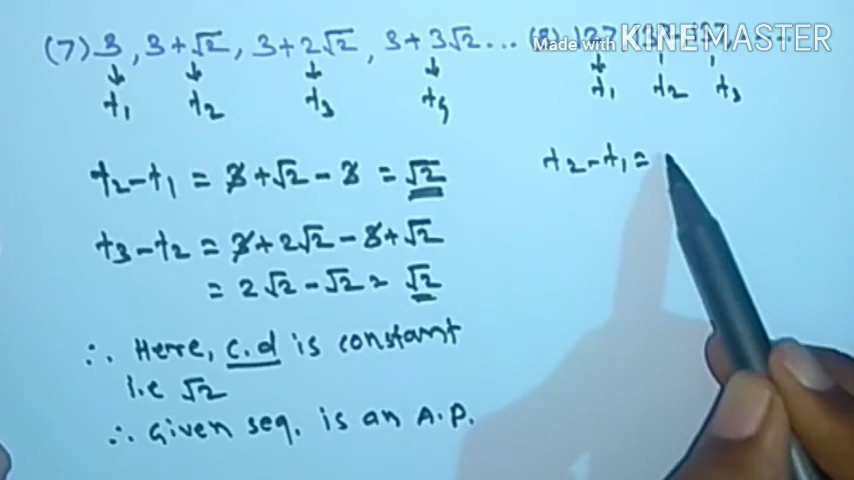 (7) 3, 3+√2, 3+2√2, 3+3√2...
↓ ↓ ↓ ↓
t₁ t₂ t₃ t₄
t₂-t₁ = 3+√2-3 = √2
t₃-t₂ = 3+2√2-3+√2
= 2√2-√2 = √2
∴ Here, c.d is constant
i.e √2
∴ Given seq. is an A.P.
(8) 127,
t₁ t₂ t₃
t₂-t₁=
Made with KINEMASTER